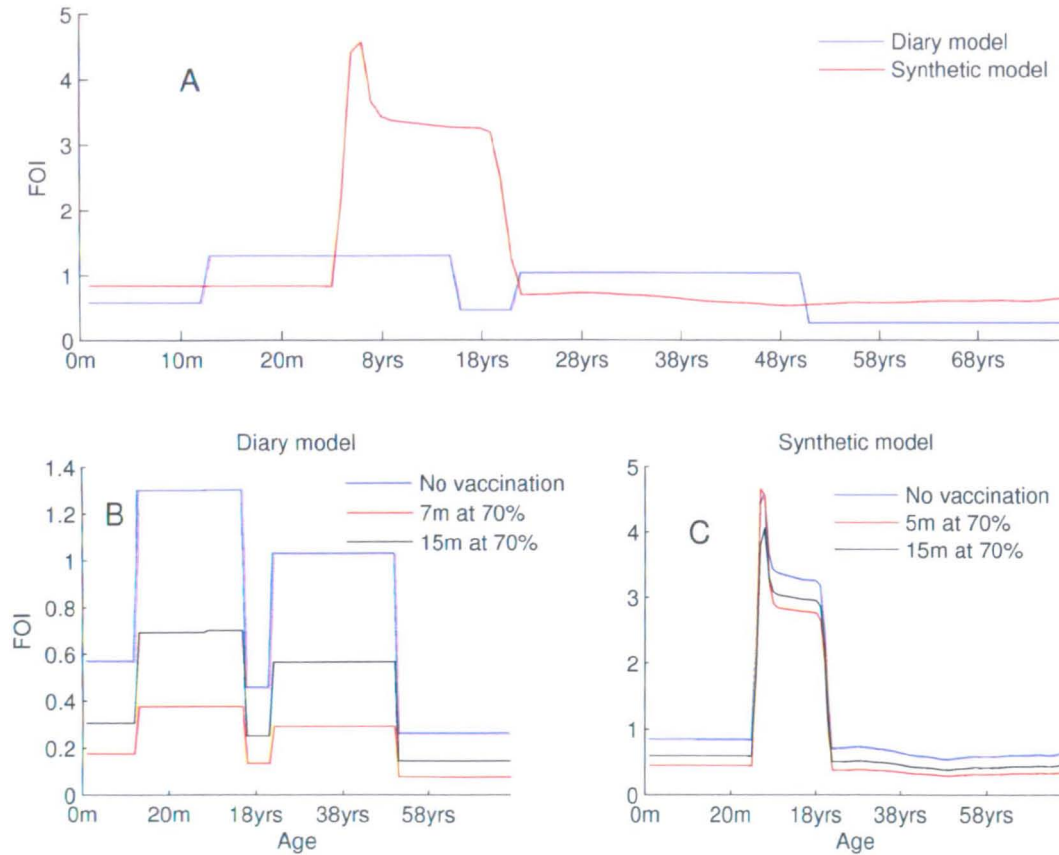 5
4
3
2
1
0
FOI
A
Diary model
Synthetic model
0m 10m 20m 8yrs 18yrs 28yrs 38yrs 48yrs 58yrs 68yrs
Diary model
1.4
1.2
1
0.8
0.6
0.4
0.2
0
FOI
B
No vaccination
7m at 70%
15m at 70%
0m 20m 18yrs 38yrs 58yrs
Age
Synthetic model
5
4
3
2
1
0
C
No vaccination
5m at 70%
15m at 70%
0m 20m 18yrs 38yrs 58yrs
Age